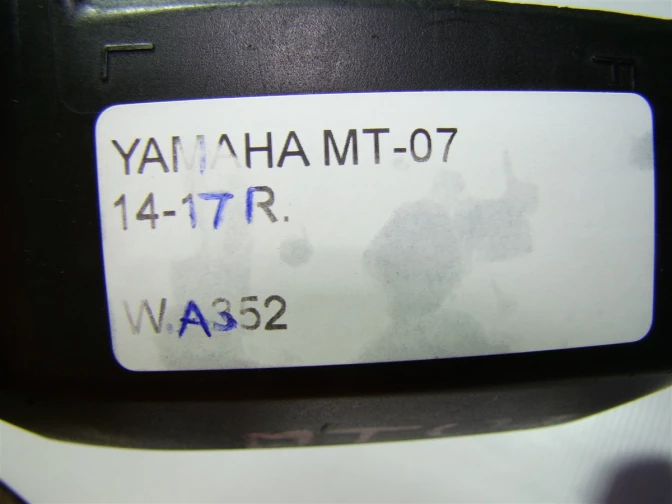 L
F
YAMAHA MT-07
14-17 R.
W.A352